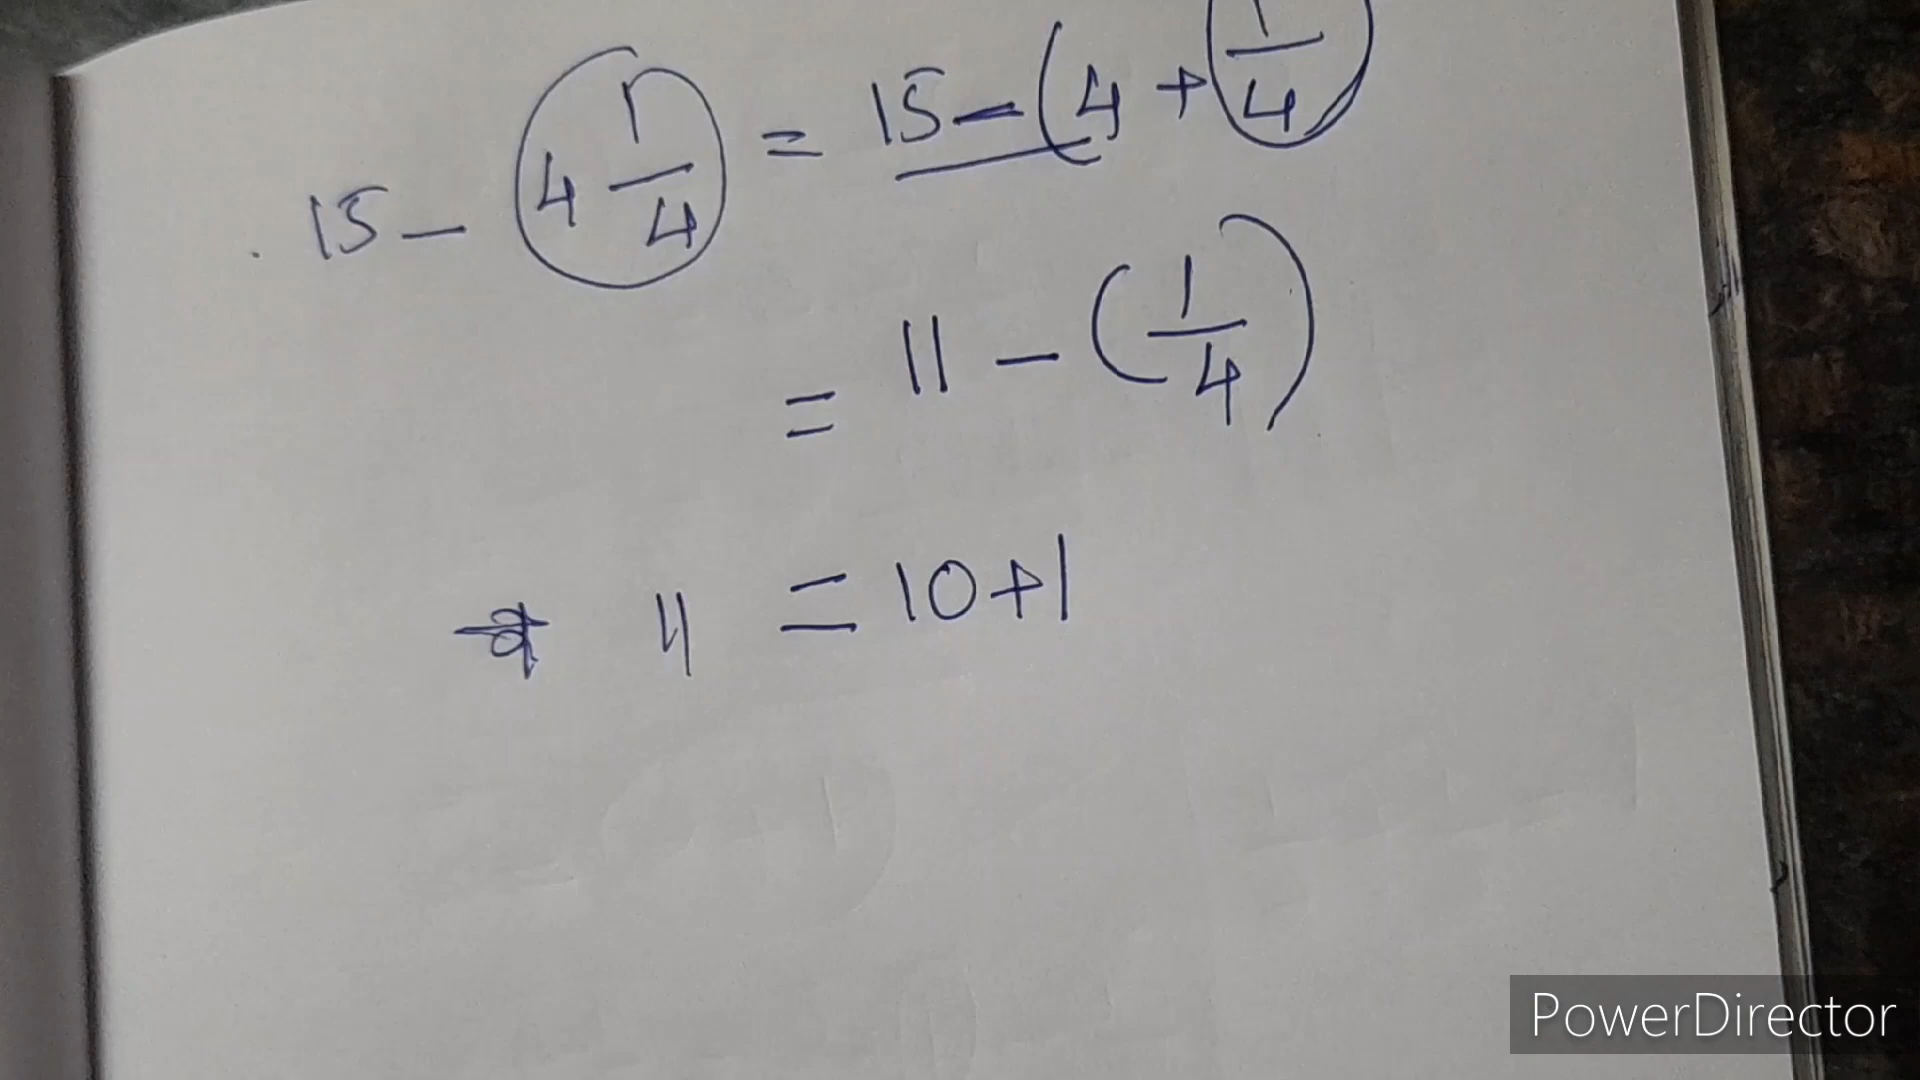 15 - 4 1/4 = 15 - (4 + 1/4
= 11 - (1/4)
11 = 10+1
PowerDirector